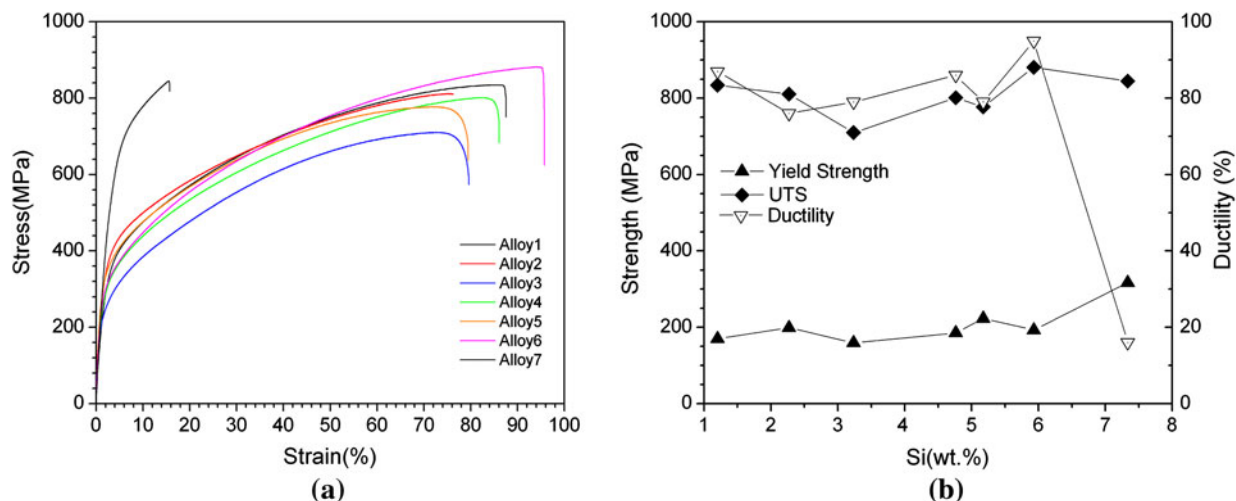 1000
800
600
400
200
0
Stress(MPa)
0 10 20 30 40 50 60 70 80 90 100
Strain(%)
Alloy1
Alloy2
Alloy3
Alloy4
Alloy5
Alloy6
Alloy7
(a)
1000
800
600
400
200
0
Strength (MPa)
Yield Strength
UTS
Ductility
100
80
60
40
20
0
Ductility (%)
1 2 3 4 5 6 7 8
Si(wt.%)
(b)